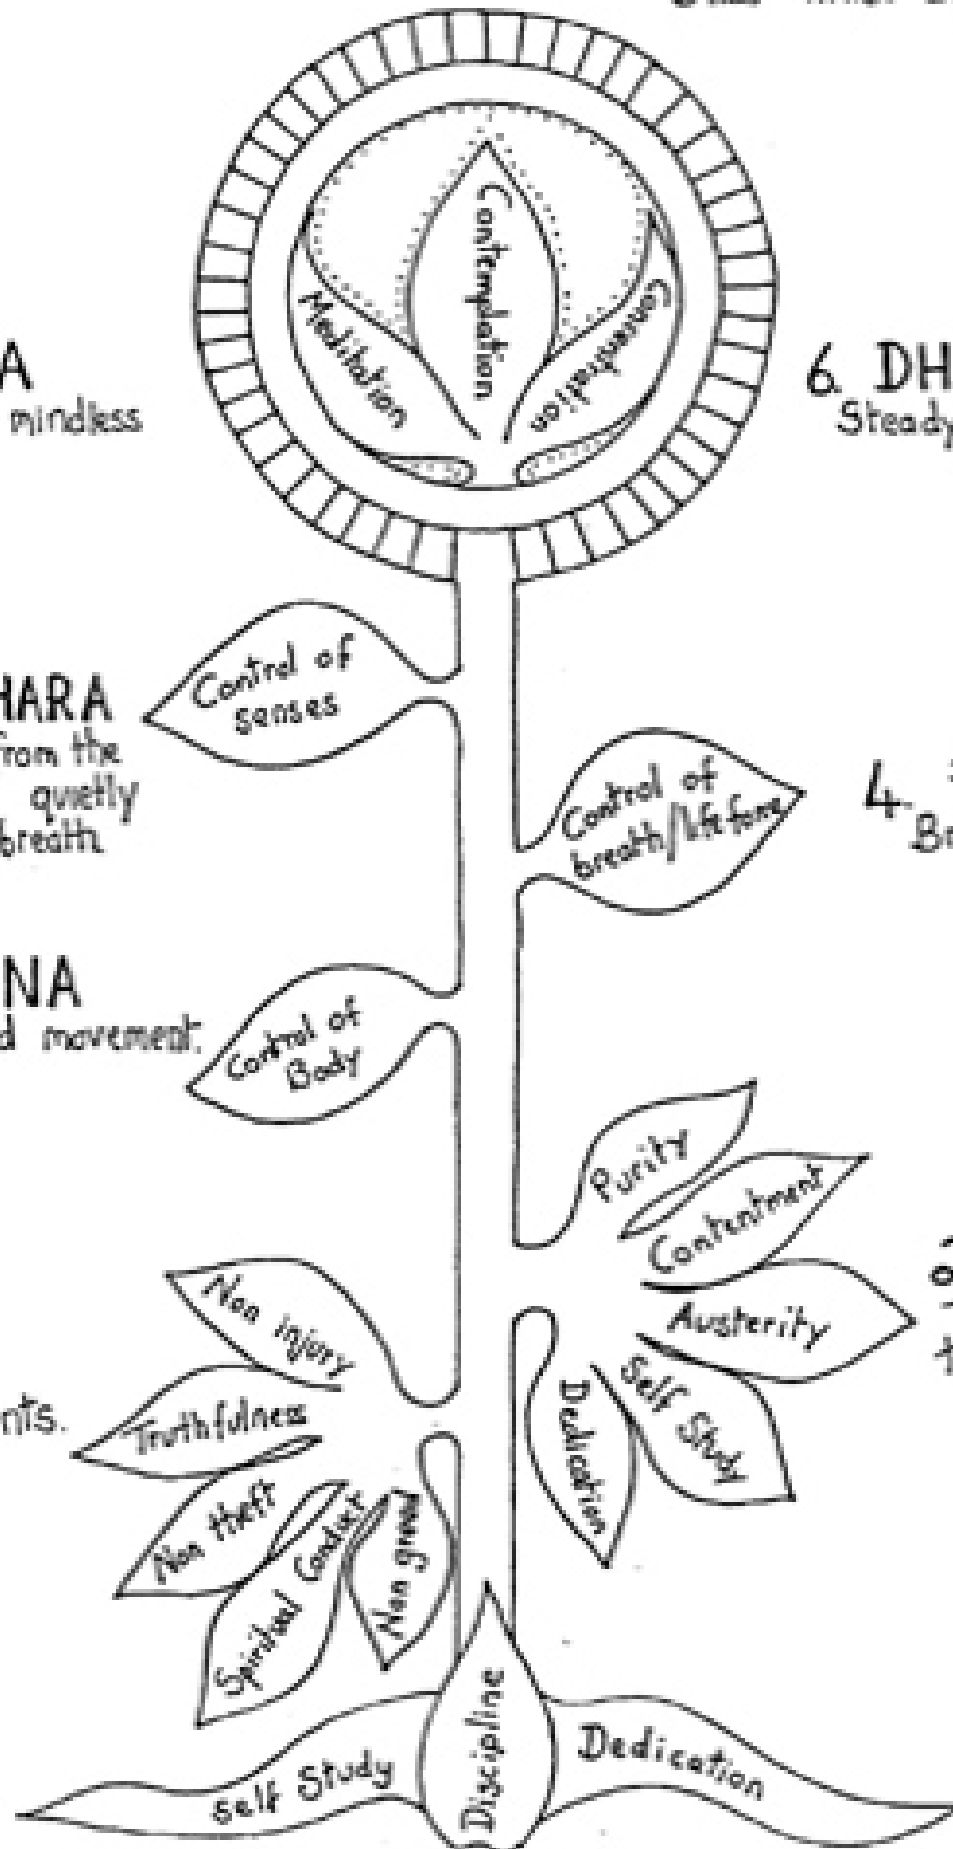 Contemplation
Meditation
Concentration
A
mindless
6. DH
Steady
Control of
senses
HARA
from the
quietly
breath.
Control of
breath/life force
4.
Br
NA
d movement.
Control of
Body
Purity
Contentment
Austerity
Self Study
Dedication
Non injury
Truthfulness
nts.
Non theft
Spiritual Conduct
Non greed
Self Study
Discipline
Dedication